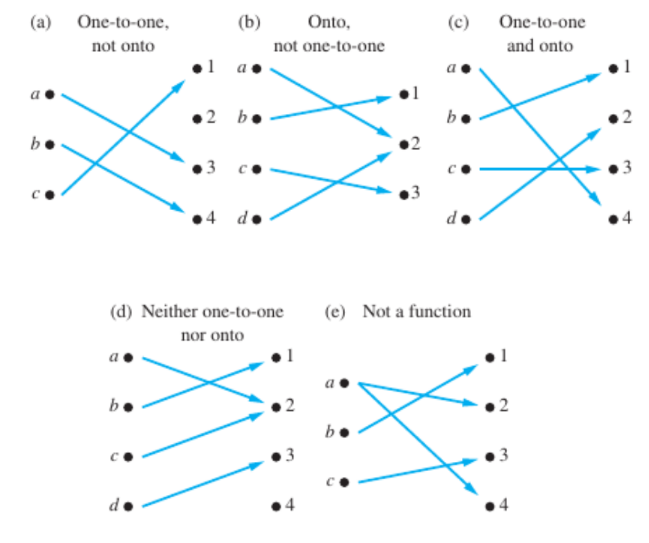 (a) One-to-one, not onto
a
b
c
1
2
3
4
(b) Onto, not one-to-one
a
b
c
d
1
2
3
(c) One-to-one and onto
a
b
c
d
1
2
3
4
(d) Neither one-to-one nor onto
a
b
c
d
1
2
3
4
(e) Not a function
a
b
c
1
2
3
4